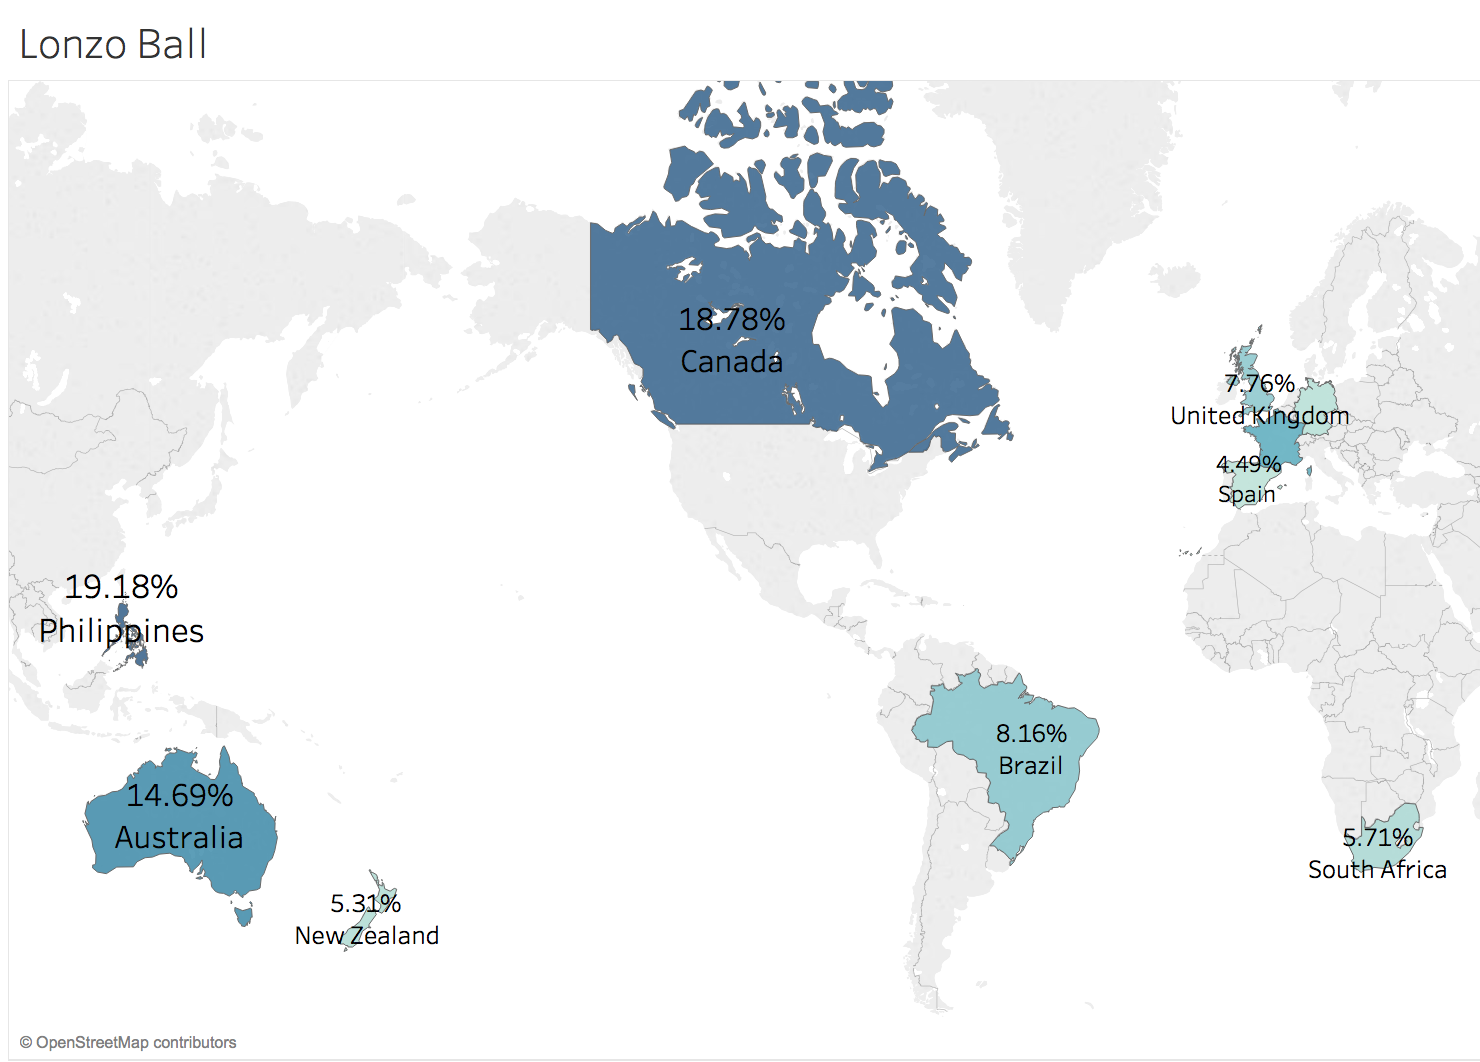 Lonzo Ball
18.78%
Canada
7.76%
United Kingdom
4.49%
Spain
19.18%
Philippines
8.16%
Brazil
14.69%
Australia
5.71%
South Africa
5.31%
New Zealand
© OpenStreetMap contributors